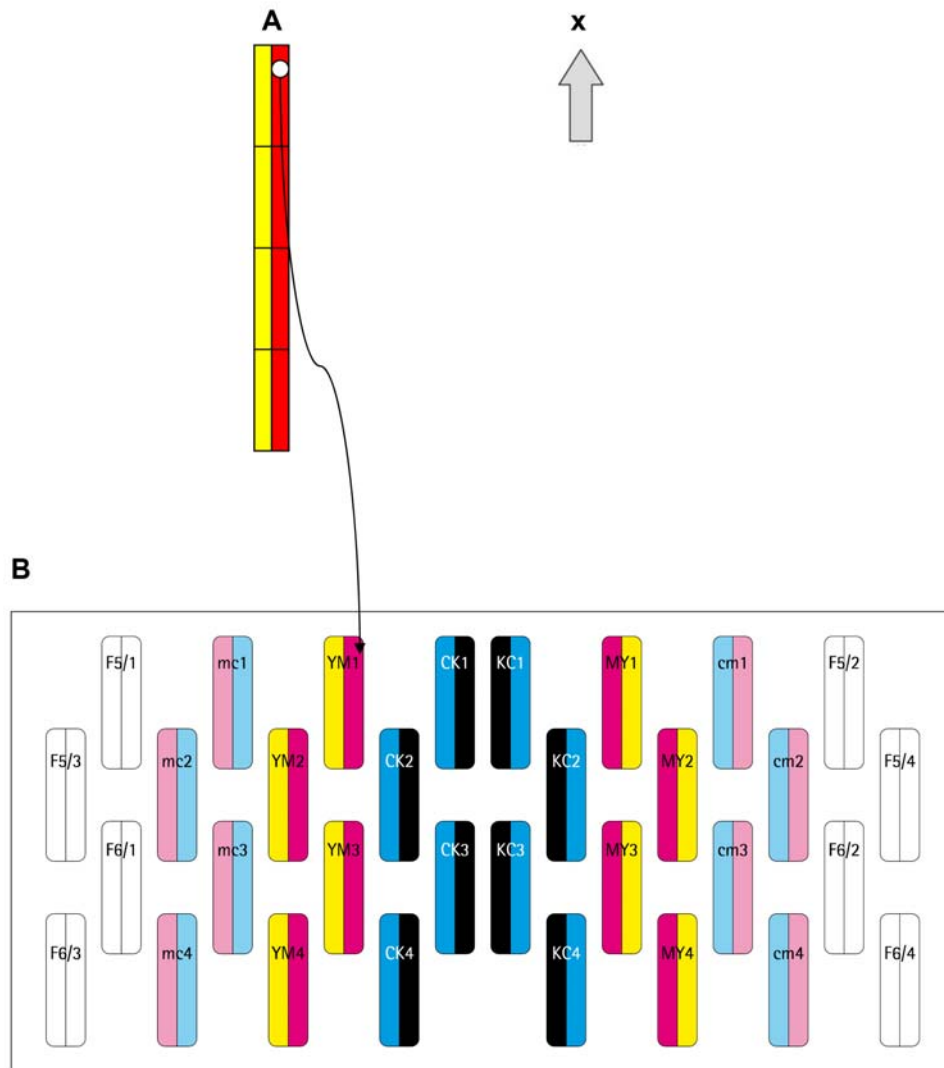 A
x
B
F5/1 mc1 YM1 CK1 KC1 MY1 cm1 F5/2
F5/3 mc2 YM2 CK2 KC2 MY2 cm2 F5/4
F6/1 mc3 YM3 CK3 KC3 MY3 cm3 F6/2
F6/3 mc4 YM4 CK4 KC4 MY4 cm4 F6/4